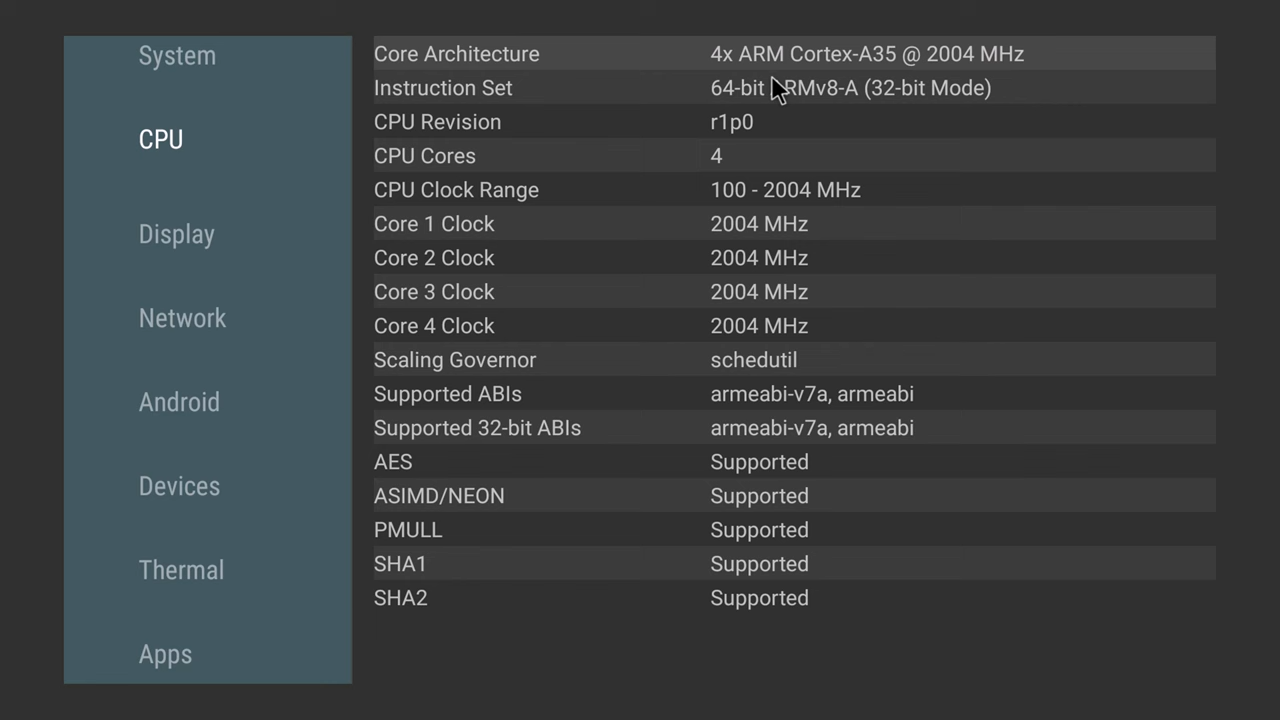 System
CPU
Display
Network
Android
Devices
Thermal
Apps
Core Architecture 4x ARM Cortex-A35 @ 2004 MHz
Instruction Set 64-bit ARMv8-A (32-bit Mode)
CPU Revision r1p0
CPU Cores 4
CPU Clock Range 100 - 2004 MHz
Core 1 Clock 2004 MHz
Core 2 Clock 2004 MHz
Core 3 Clock 2004 MHz
Core 4 Clock 2004 MHz
Scaling Governor schedutil
Supported ABIs armeabi-v7a, armeabi
Supported 32-bit ABIs armeabi-v7a, armeabi
AES Supported
ASIMD/NEON Supported
PMULL Supported
SHA1 Supported
SHA2 Supported